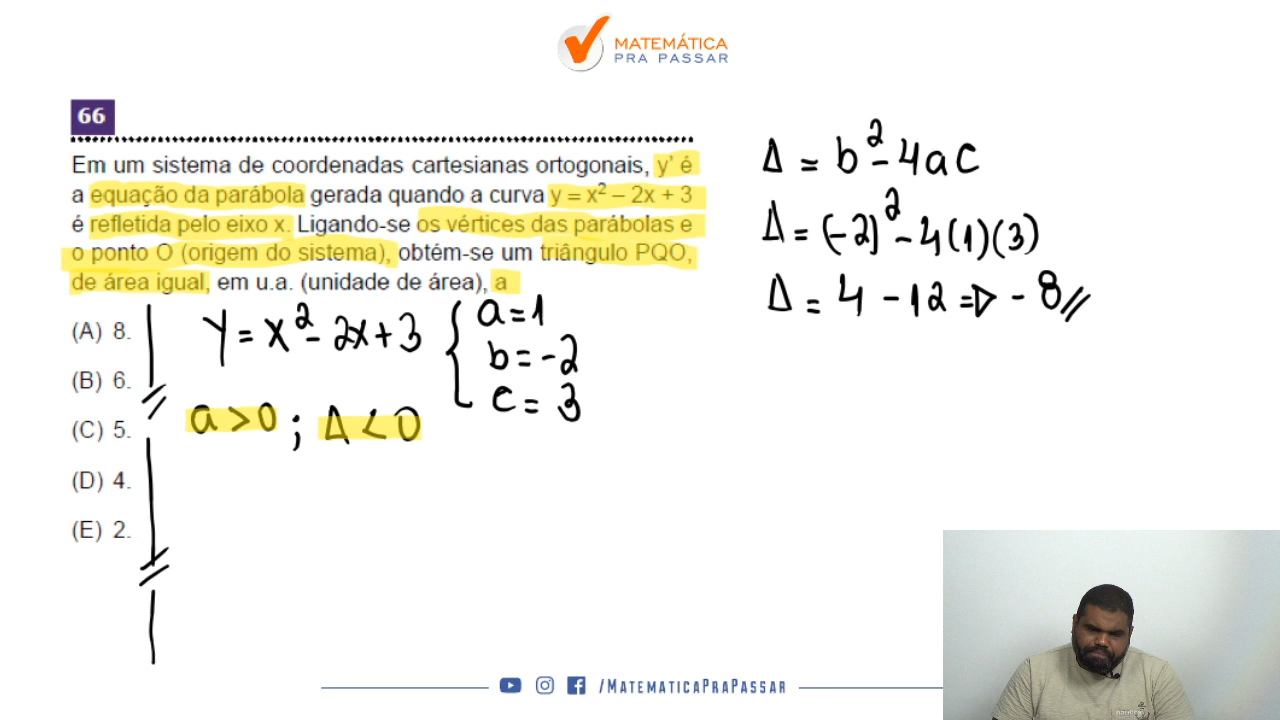 MATEMÁTICA
PRA PASSAR
66
Em um sistema de coordenadas cartesianas ortogonais, y' é
a equação da parábola gerada quando a curva y = x² – 2x + 3
é refletida pelo eixo x. Ligando-se os vértices das parábolas e
o ponto O (origem do sistema), obtém-se um triângulo PQO,
de área igual, em u.a. (unidade de área), a
(A) 8.
(B) 6.
(C) 5.
(D) 4.
(E) 2.
y = x² - 2x + 3
a = 1
b = -2
c = 3
a > 0 ; Δ < 0
Δ = b² - 4ac
Δ = (-2)² - 4(1)(3)
Δ = 4 - 12 => - 8//
/MATEMATICAPRAPASSAR